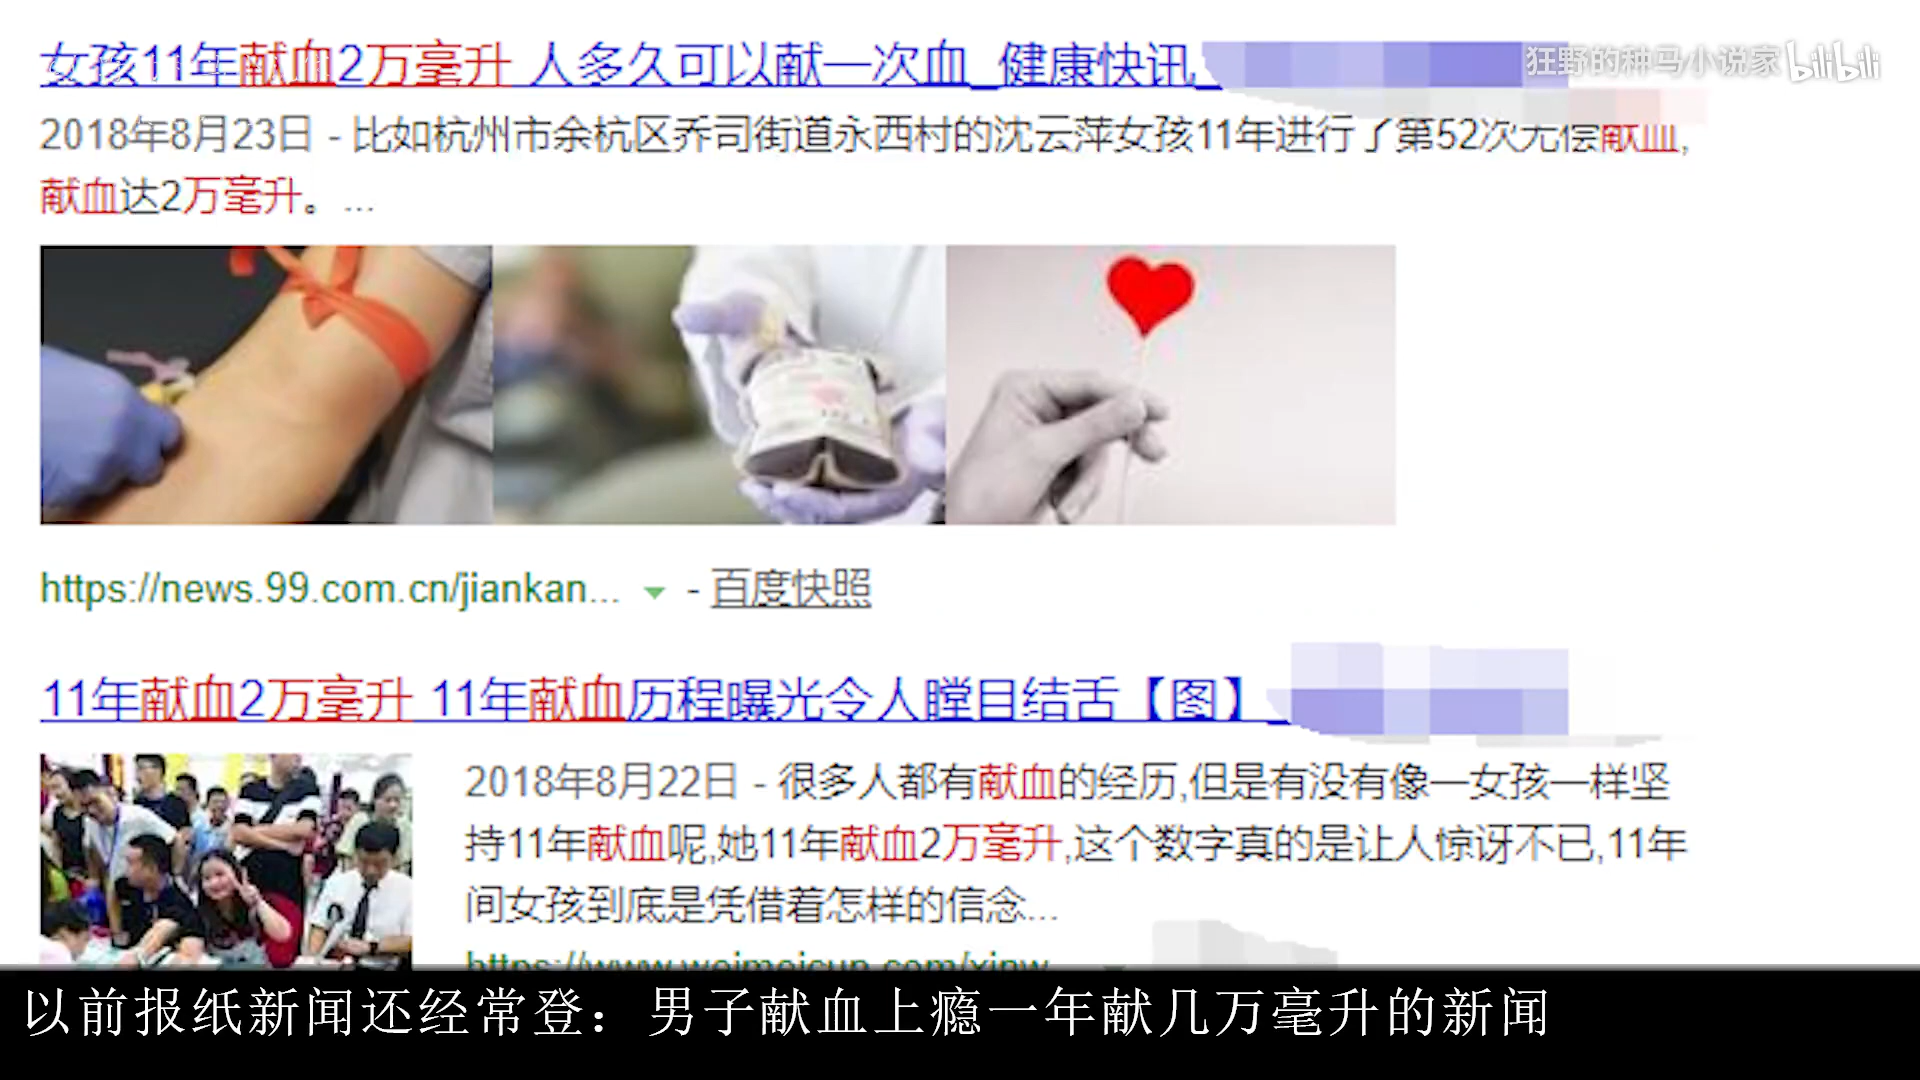 女孩11年献血2万毫升 人多久可以献一次血_健康快讯_
狂野的种马小说家 bilibili
2018年8月23日 - 比如杭州市余杭区乔司街道永西村的沈云萍女孩11年进行了第52次无偿献血,
献血达2万毫升。 ...
https://news.99.com.cn/jiankan... - 百度快照
11年献血2万毫升 11年献血历程曝光令人瞠目结舌【图】_
2018年8月22日 - 很多人都有献血的经历,但是有没有像一女孩一样坚
持11年献血呢,她11年献血2万毫升,这个数字真的是让人惊讶不已,11年
间女孩到底是凭借着怎样的信念...
以前报纸新闻还经常登：男子献血上瘾一年献几万毫升的新闻